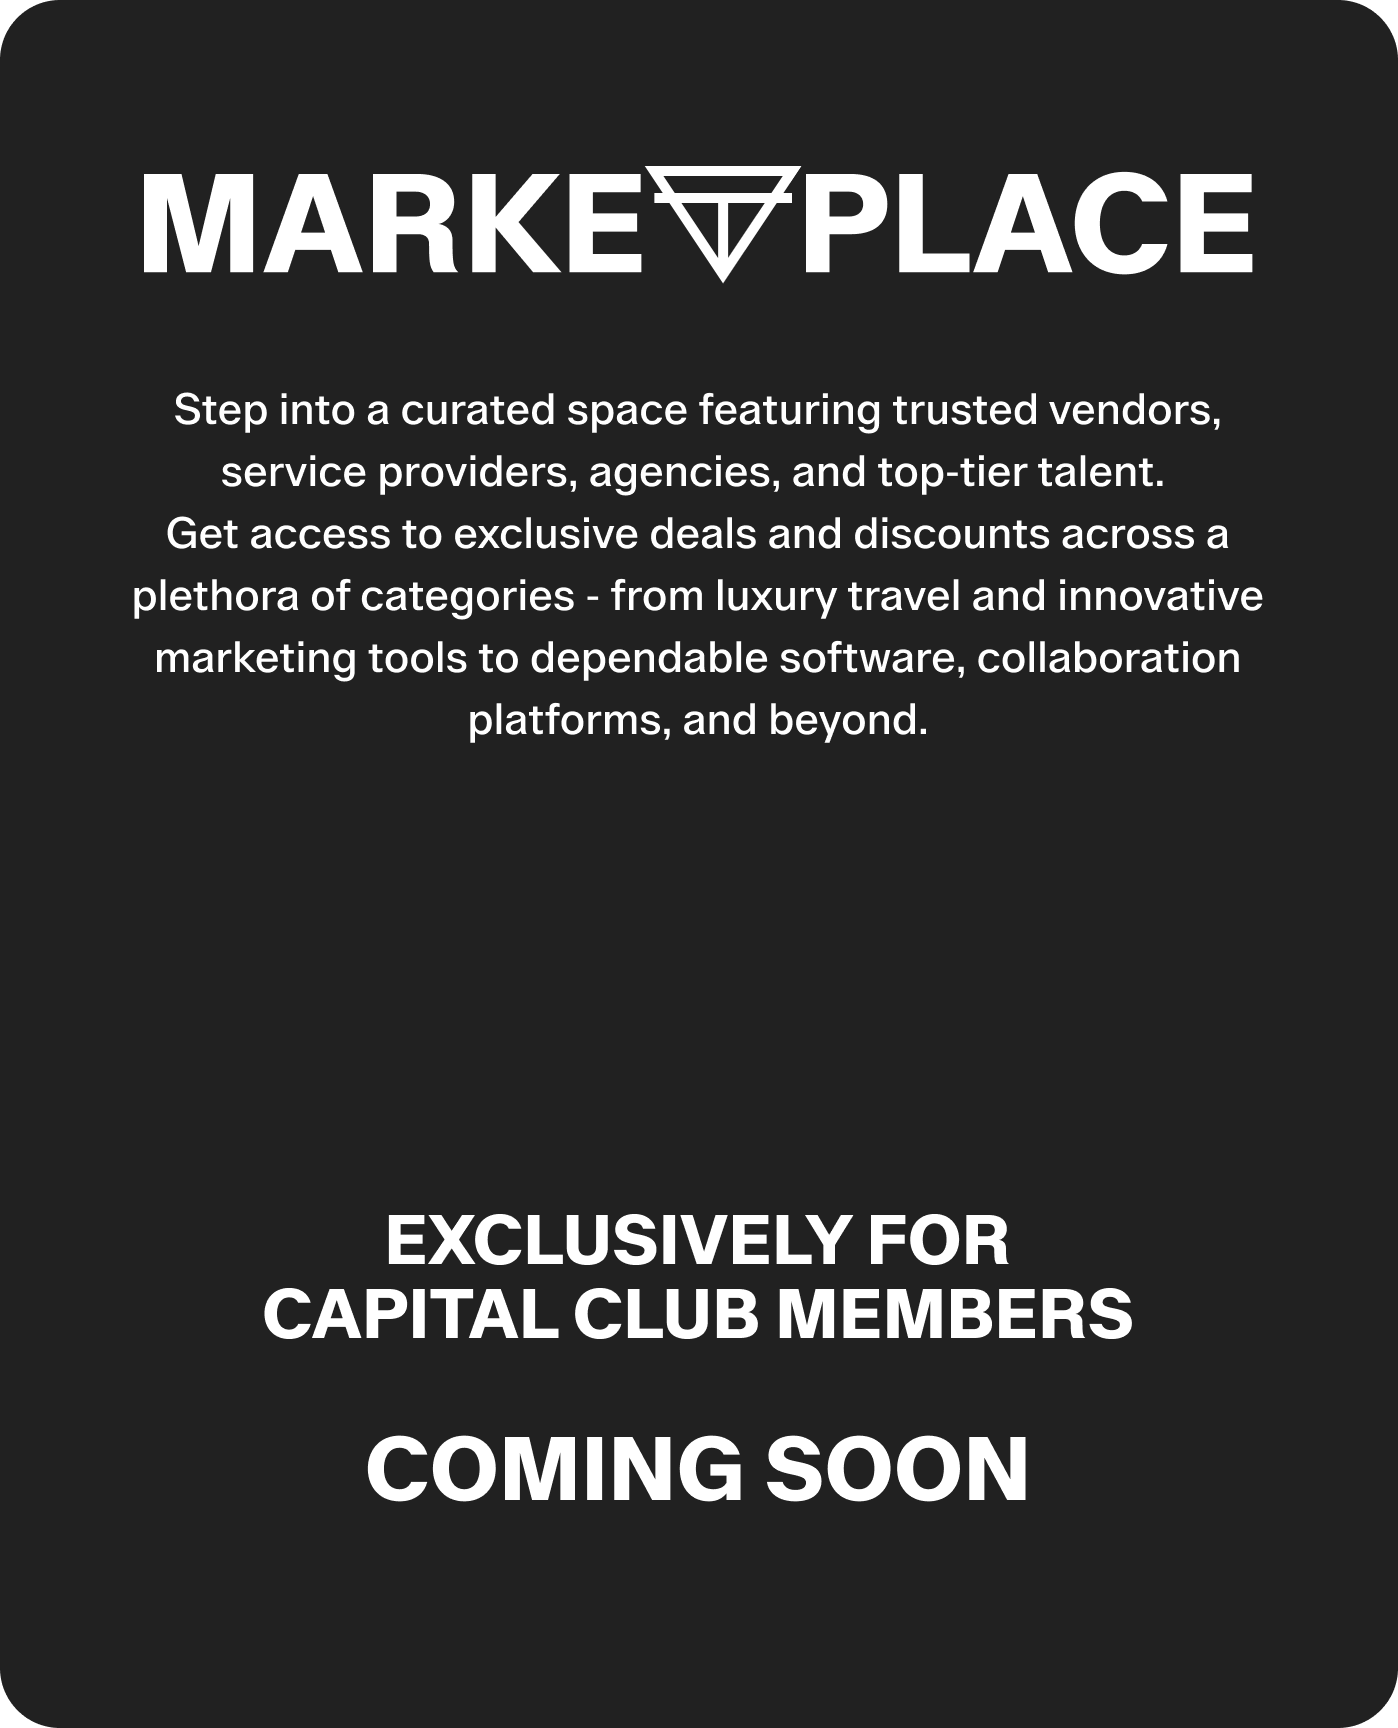 MARKETPLACE
Step into a curated space featuring trusted vendors,
service providers, agencies, and top-tier talent.
Get access to exclusive deals and discounts across a
plethora of categories - from luxury travel and innovative
marketing tools to dependable software, collaboration
platforms, and beyond.
EXCLUSIVELY FOR
CAPITAL CLUB MEMBERS
COMING SOON